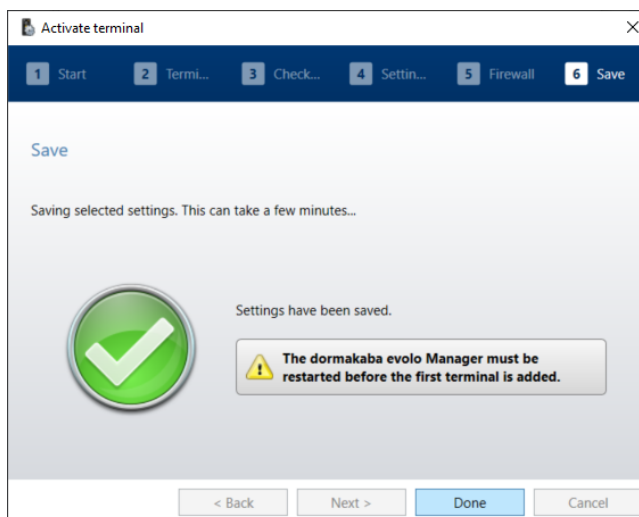 Activate terminal
1 Start 2 Termi... 3 Check... 4 Settin... 5 Firewall 6 Save
Save
Saving selected settings. This can take a few minutes...
Settings have been saved.
The dormakaba evolo Manager must be
restarted before the first terminal is added.
< Back Next > Done Cancel